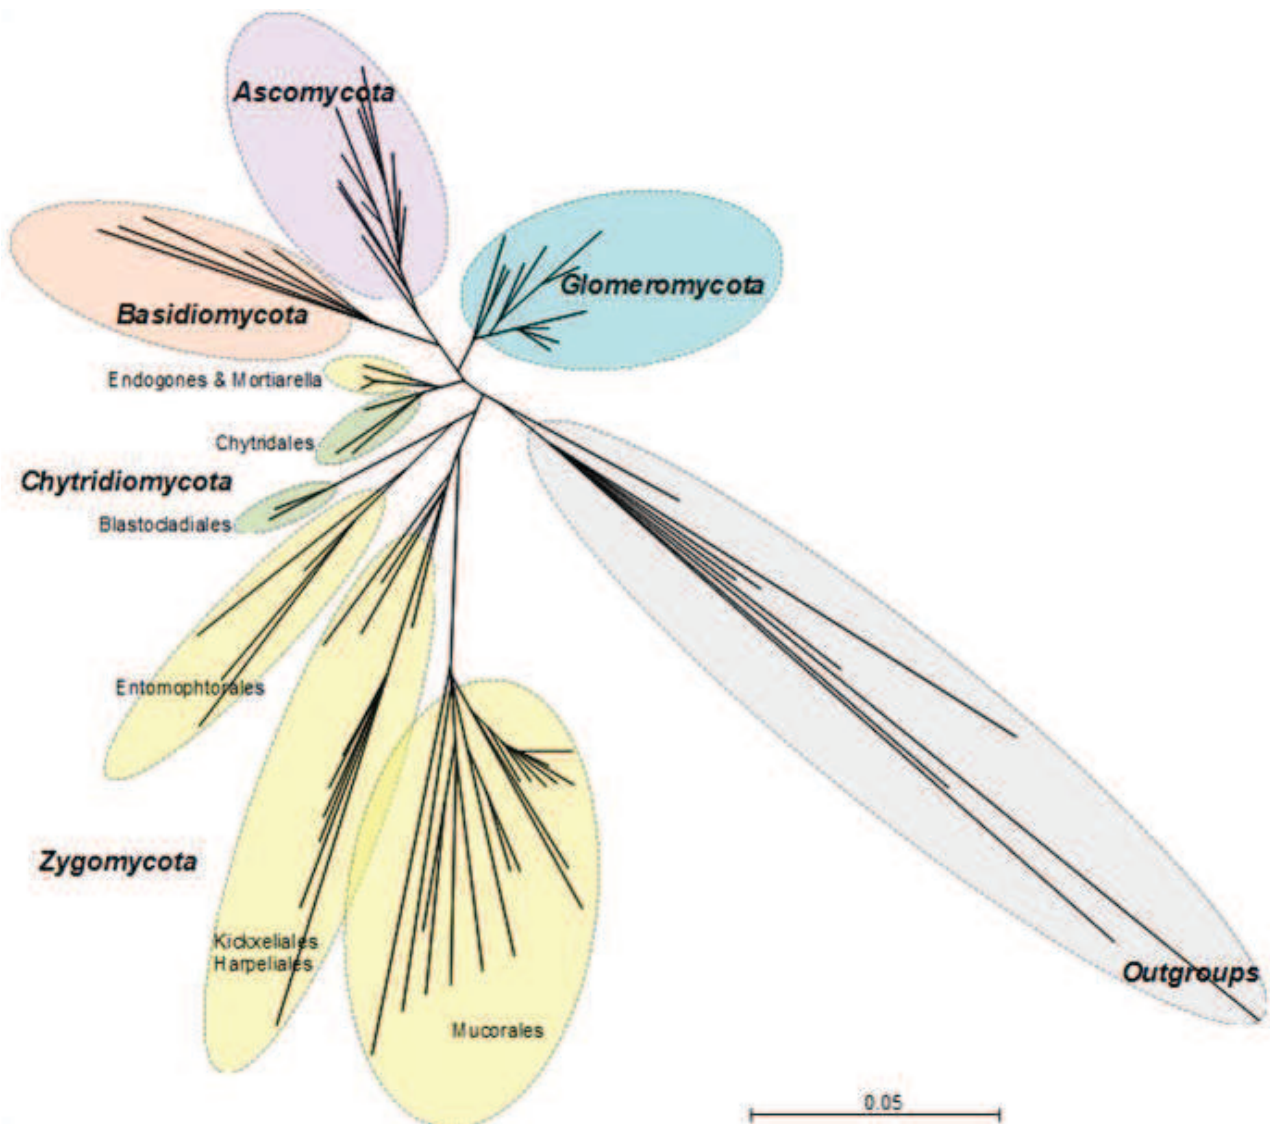 Ascomycota
Glomeromycota
Basidiomycota
Endogones & Mortiarella
Chytridales
Chytridiomycota
Blastocladiales
Entomophtorales
Zygomycota
Kickxeliales
Harpeliales
Outgroups
Mucorales
0.05